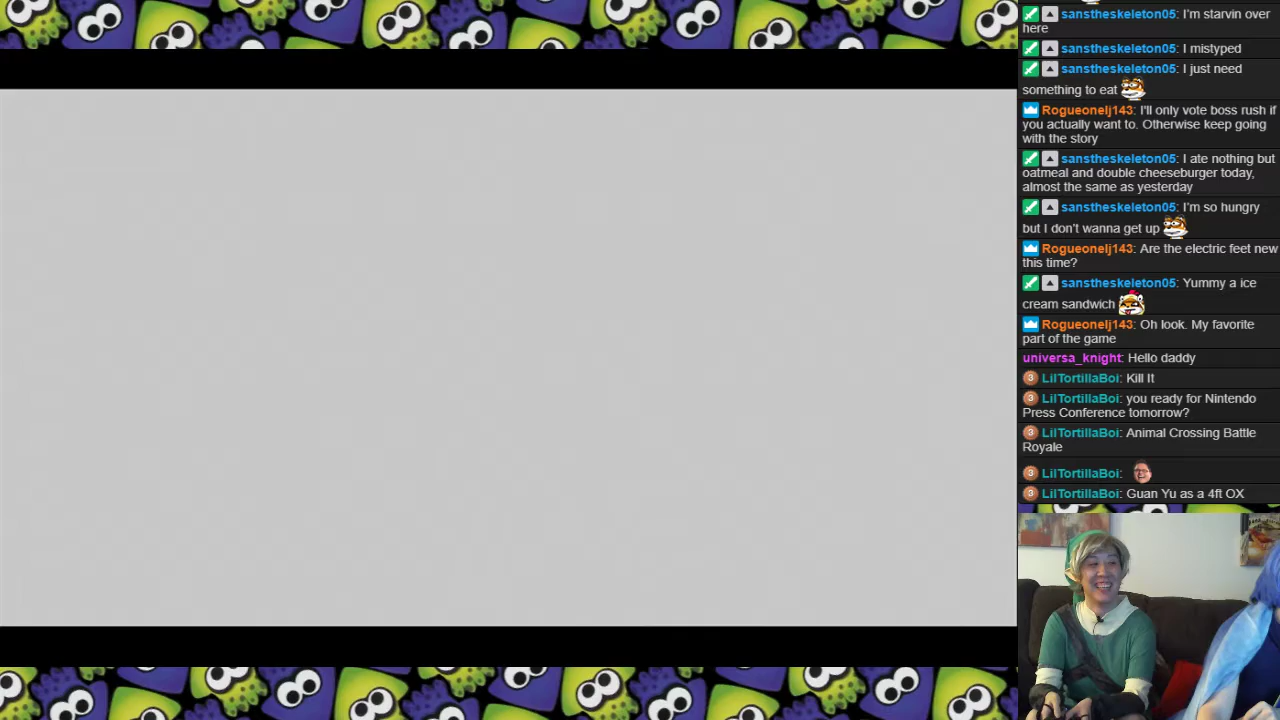 sanstheskeleton05: I'm starvin over
here
sanstheskeleton05: I mistyped
sanstheskeleton05: I just need
something to eat
Rogueonelj143: I'll only vote boss rush if
you actually want to. Otherwise keep going
with the story
sanstheskeleton05: I ate nothing but
oatmeal and double cheeseburger today,
almost the same as yesterday
sanstheskeleton05: I'm so hungry
but I don't wanna get up
Rogueonelj143: Are the electric feet new
this time?
sanstheskeleton05: Yummy a ice
cream sandwich
Rogueonelj143: Oh look. My favorite
part of the game
universa_knight: Hello daddy
3 LilTortillaBoi: Kill It
3 LilTortillaBoi: you ready for Nintendo
Press Conference tomorrow?
3 LilTortillaBoi: Animal Crossing Battle
Royale
3 LilTortillaBoi:
3 LilTortillaBoi: Guan Yu as a 4ft OX